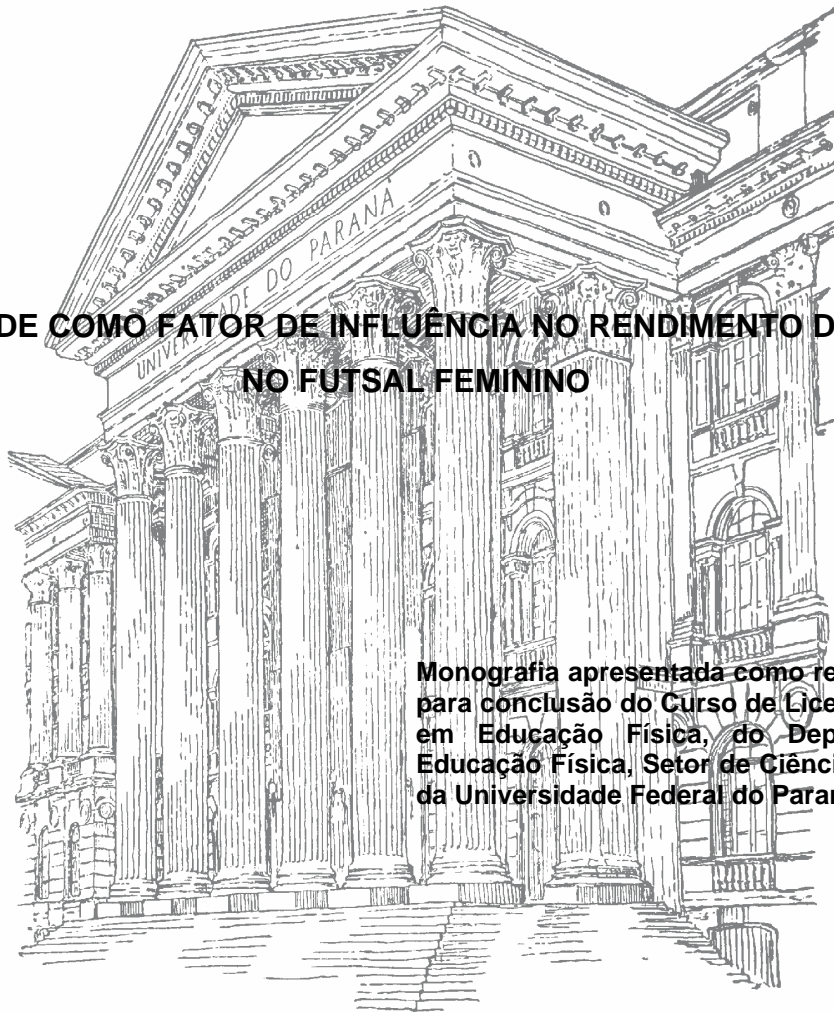 DE COMO FATOR DE INFLUÊNCIA NO RENDIMENTO D
NO FUTSAL FEMININO
UNIVERSIDADE DO PARANÁ
Monografia apresentada como re
para conclusão do Curso de Lice
em Educação Física, do Dep
Educação Física, Setor de Ciênci
da Universidade Federal do Paran